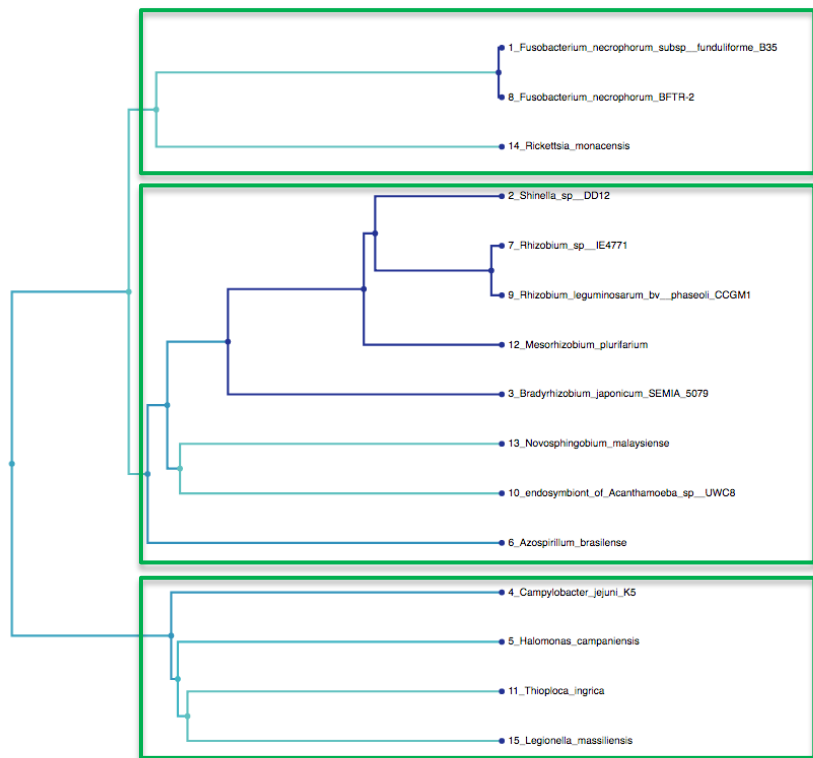 1_Fusobacterium_necrophorum_subsp__funduliforme_B35
8_Fusobacterium_necrophorum_BFTR-2
14_Rickettsia_monacensis
2_Shinella_sp__DD12
7_Rhizobium_sp__IE4771
9_Rhizobium_leguminosarum_bv__phaseoli_CCGM1
12_Mesorhizobium_plurifarium
3_Bradyrhizobium_japonicum_SEMIA_5079
13_Novosphingobium_malaysiense
10_endosymbiont_of_Acanthamoeba_sp__UWC8
6_Azospirillum_brasilense
4_Campylobacter_jejuni_K5
5_Halomonas_campaniensis
11_Thioploca_ingrica
15_Legionella_massiliensis